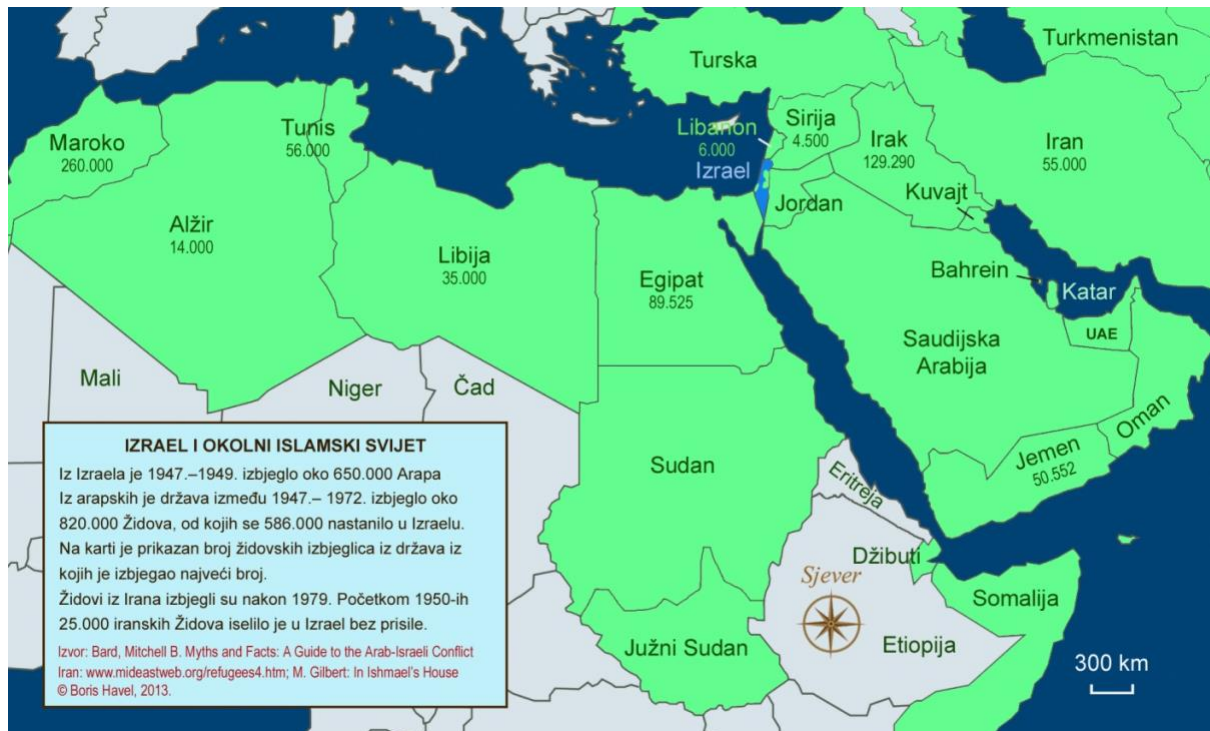 Turkmenistan
Turska
Maroko
260.000
Tunis
56.000
Libanon
6.000
Izrael
Sirija
4.500
Irak
129.290
Iran
55.000
Kuvajt
Jordan
Alžir
14.000
Libija
35.000
Egipat
89.525
Bahrein
Katar
UAE
Saudijska
Arabija
Oman
Jemen
50.552
Mali
Niger
Čad
Sudan
Eritreja
Džibuti
Somalija
Sjever
Etiopija
Južni Sudan
300 km
IZRAEL I OKOLNI ISLAMSKI SVIJET
Iz Izraela je 1947.–1949. izbjeglo oko 650.000 Arapa
Iz arapskih je država između 1947.– 1972. izbjeglo oko
820.000 Židova, od kojih se 586.000 nastanilo u Izraelu.
Na karti je prikazan broj židovskih izbjeglica iz država iz
kojih je izbjegao najveći broj.
Židovi iz Irana izbjegli su nakon 1979. Početkom 1950-ih
25.000 iranskih Židova iselilo je u Izrael bez prisile.
Izvor: Bard, Mitchell B. Myths and Facts: A Guide to the Arab-Israeli Conflict
Iran: www.mideastweb.org/refugees4.htm; M. Gilbert: In Ishmael's House
© Boris Havel, 2013.